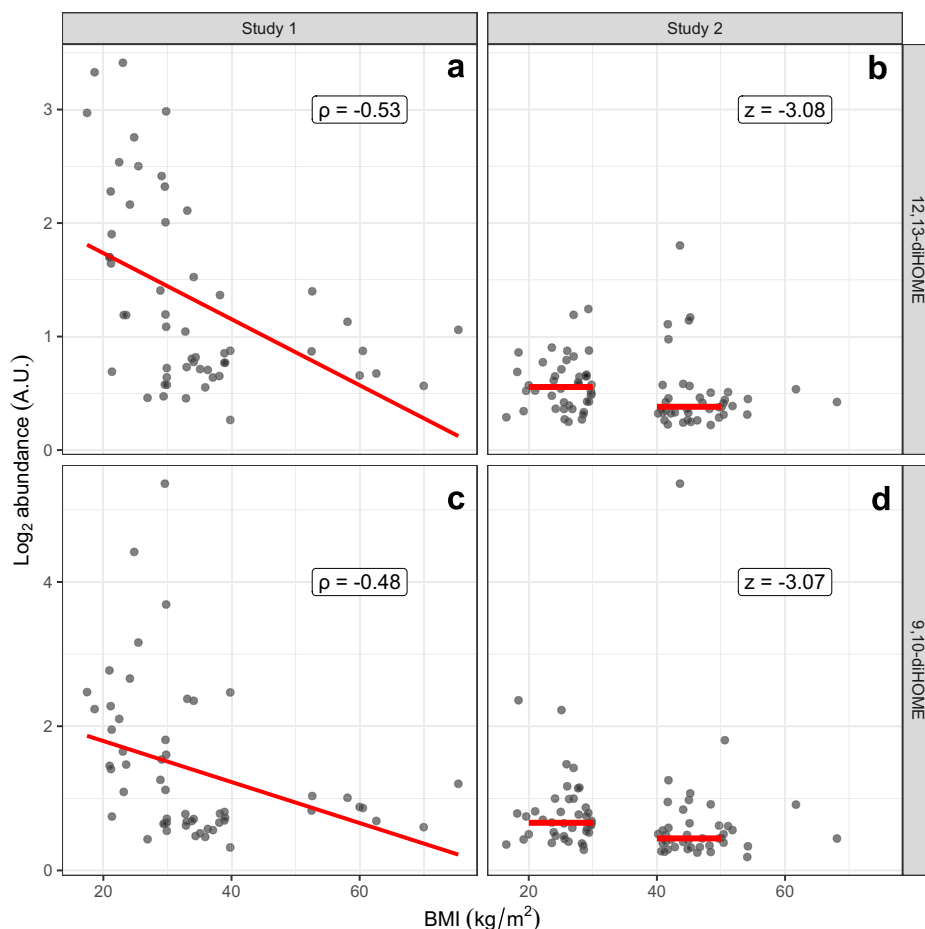 Study 1
Study 2
a
b
ρ = -0.53
z = -3.08
3
2
1
0
12,13-diHOME
Log₂ abundance (A.U.)
c
d
ρ = -0.48
z = -3.07
4
2
0
9,10-diHOME
20 40 60
20 40 60
BMI (kg/m²)